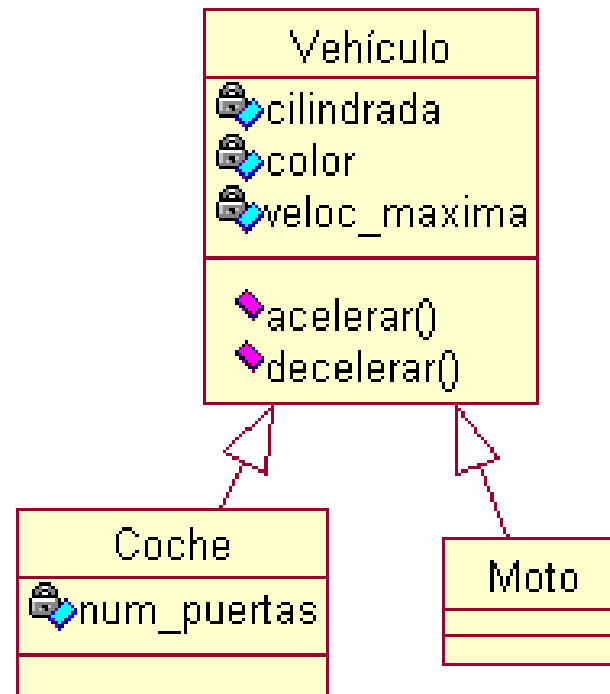 Vehículo
cilindrada
color
veloc_maxima
acelerar()
decelerar()
Coche
num_puertas
Moto